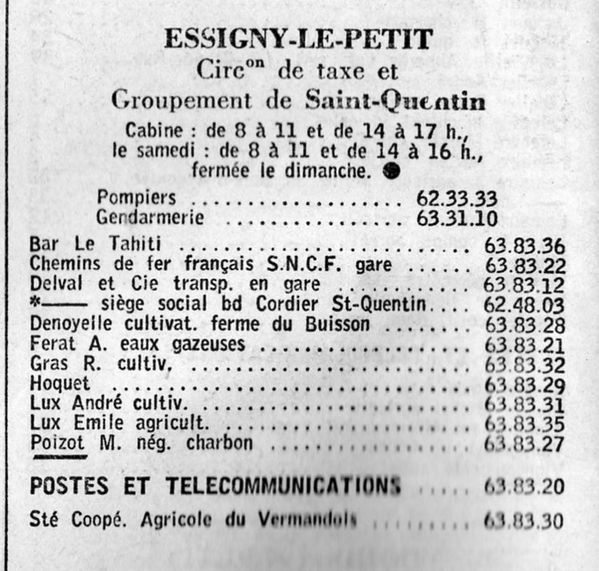 ESSIGNY-LE-PETIT
Circon de taxe et
Groupement de Saint-Quentin
Cabine : de 8 à 11 et de 14 à 17 h.,
le samedi : de 8 à 11 et de 14 à 16 h.,
fermée le dimanche. ●
Pompiers .................. 62.33.33
Gendarmerie .............. 63.31.10
Bar Le Tahiti ........................ 63.83.36
Chemins de fer français S.N.C.F. gare ...... 63.83.22
Delval et Cie transp. en gare ............ 63.83.12
*—— siège social bd Cordier St-Quentin.... 62.48.03
Denoyelle cultivat. ferme du Buisson ........ 63.83.28
Ferat A. eaux gazeuses .................. 63.83.21
Gras R. cultiv. ........................ 63.83.32
Hoquet .............................. 63.83.29
Lux André cultiv. ...................... 63.83.31
Lux Emile agricult. .................... 63.83.35
Poizot M. nég. charbon .................. 63.83.27
POSTES ET TELECOMMUNICATIONS ..... 63.83.20
Sté Coopé. Agricole du Vermandois ......... 63.83.30